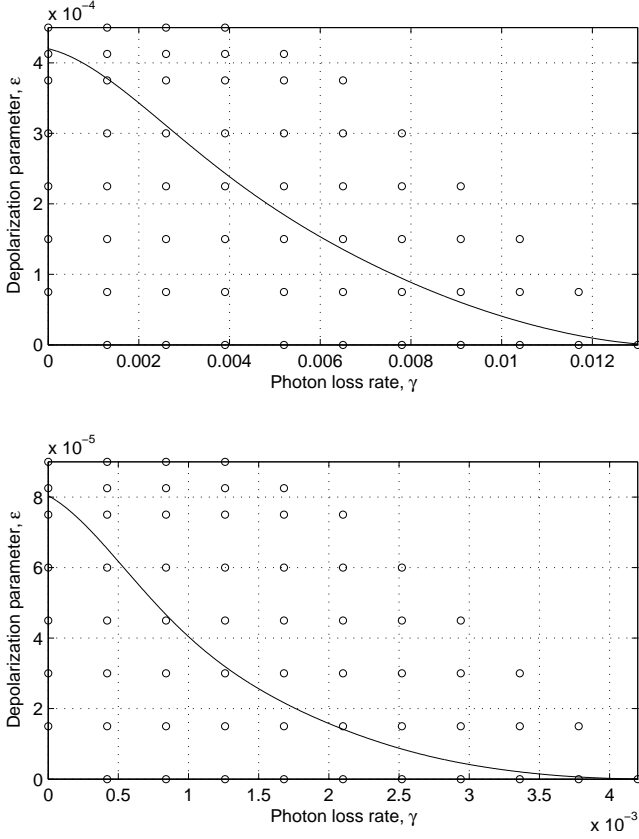 x 10⁻⁴
4
3
2
1
0
Depolarization parameter, ε
0 0.002 0.004 0.006 0.008 0.01 0.012
Photon loss rate, γ
x 10⁻⁵
8
6
4
2
0
Depolarization parameter, ε
0 0.5 1 1.5 2 2.5 3 3.5 4
Photon loss rate, γ
x 10⁻³